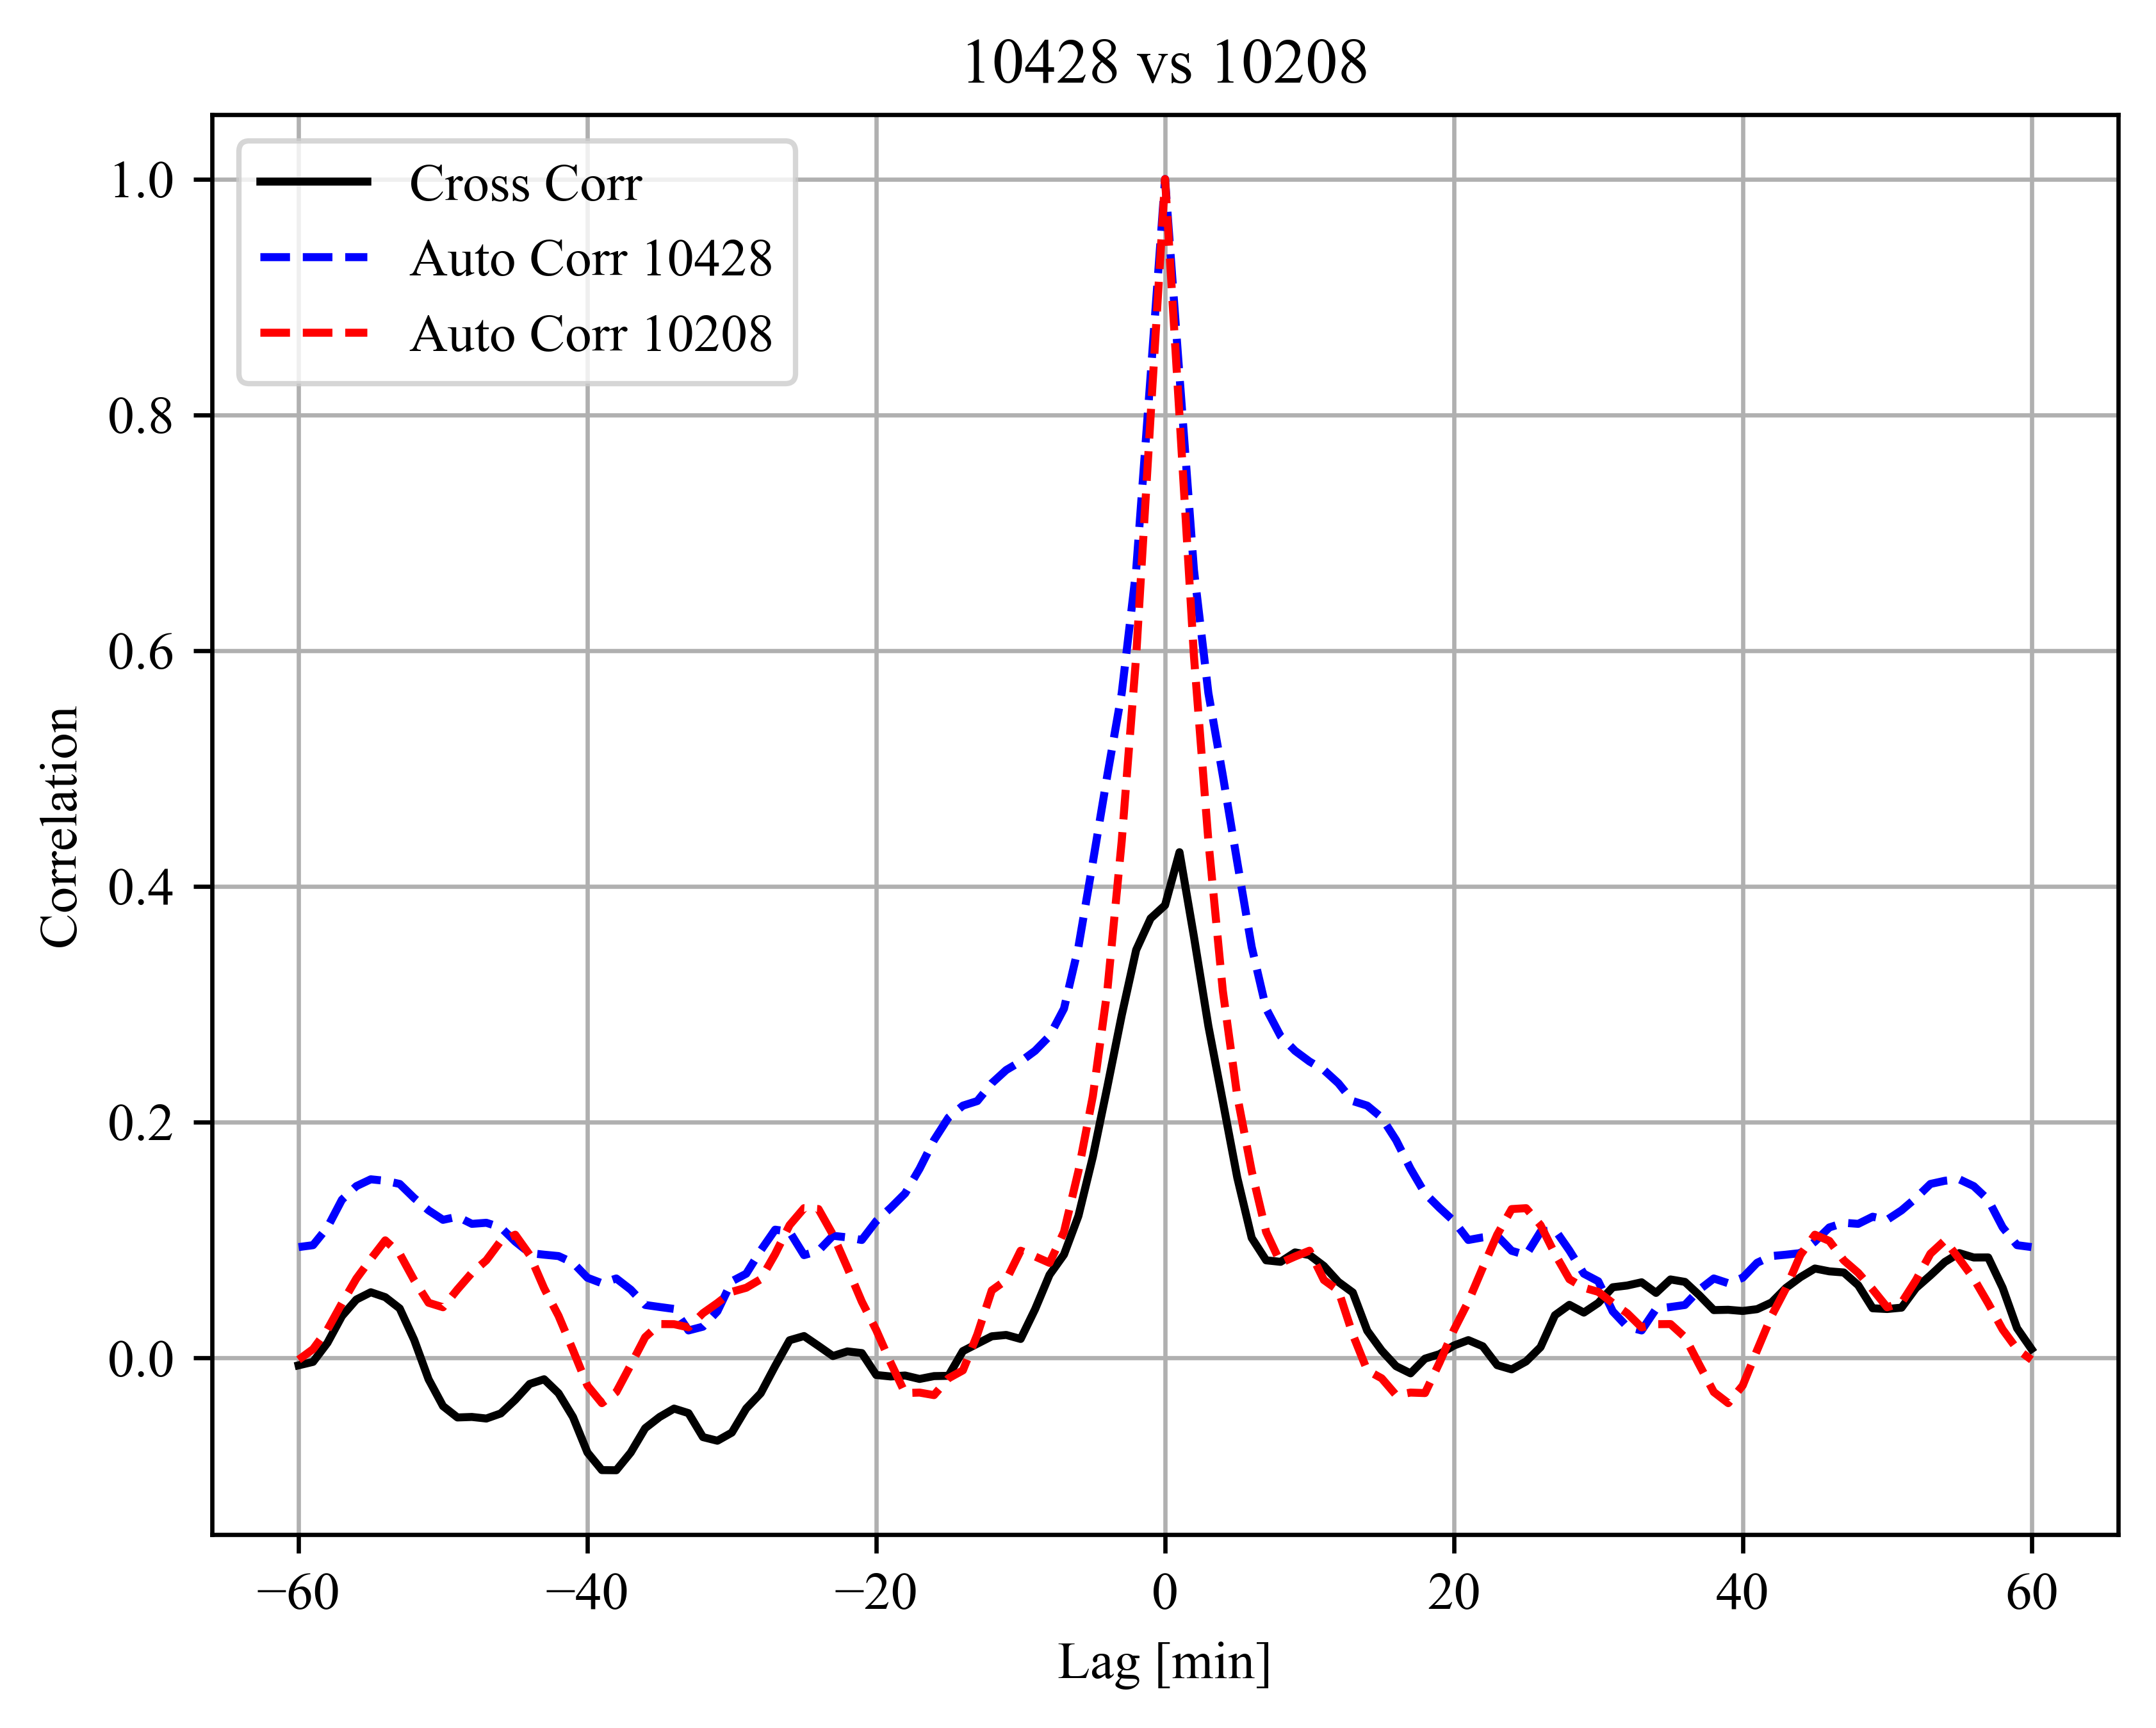 10428 vs 10208
Cross Corr
Auto Corr 10428
Auto Corr 10208
1.0
0.8
0.6
0.4
0.2
0.0
Correlation
−60 −40 −20 0 20 40 60
Lag [min]